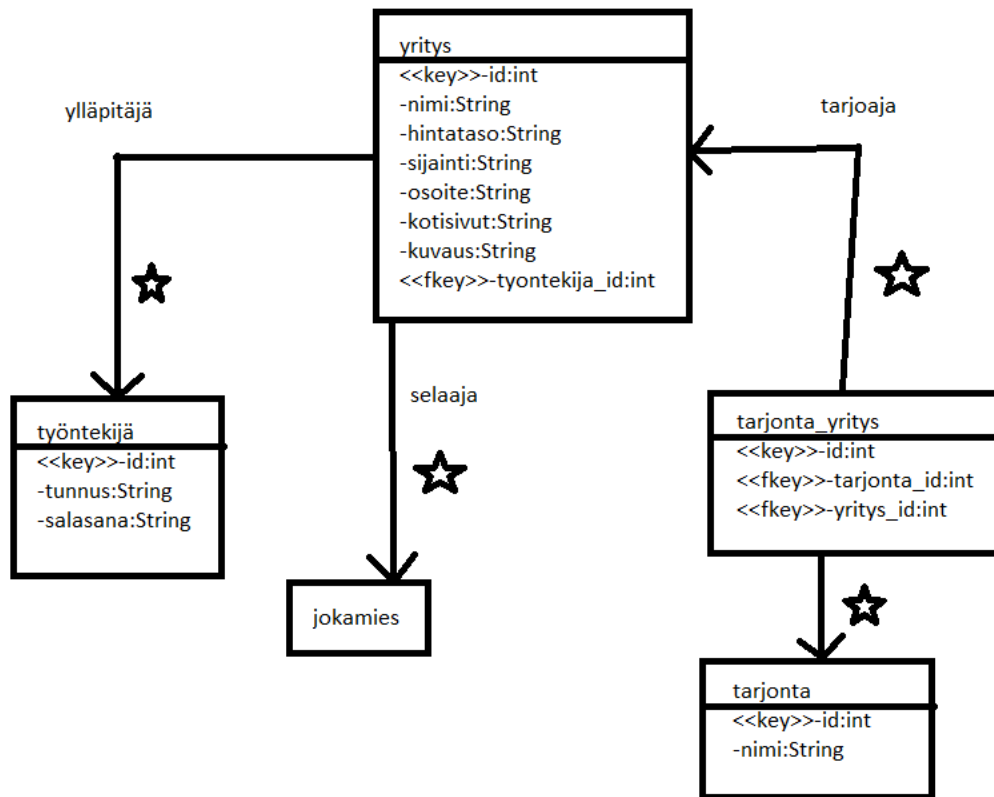 yritys
<<key>>-id:int
-nimi:String
-hintataso:String
-sijainti:String
-osoite:String
-kotisivut:String
-kuvaus:String
<<fkey>>-tyontekija_id:int
ylläpitäjä
tarjoaja
selaaja
työntekijä
<<key>>-id:int
-tunnus:String
-salasana:String
jokamies
tarjonta_yritys
<<key>>-id:int
<<fkey>>-tarjonta_id:int
<<fkey>>-yritys_id:int
tarjonta
<<key>>-id:int
-nimi:String